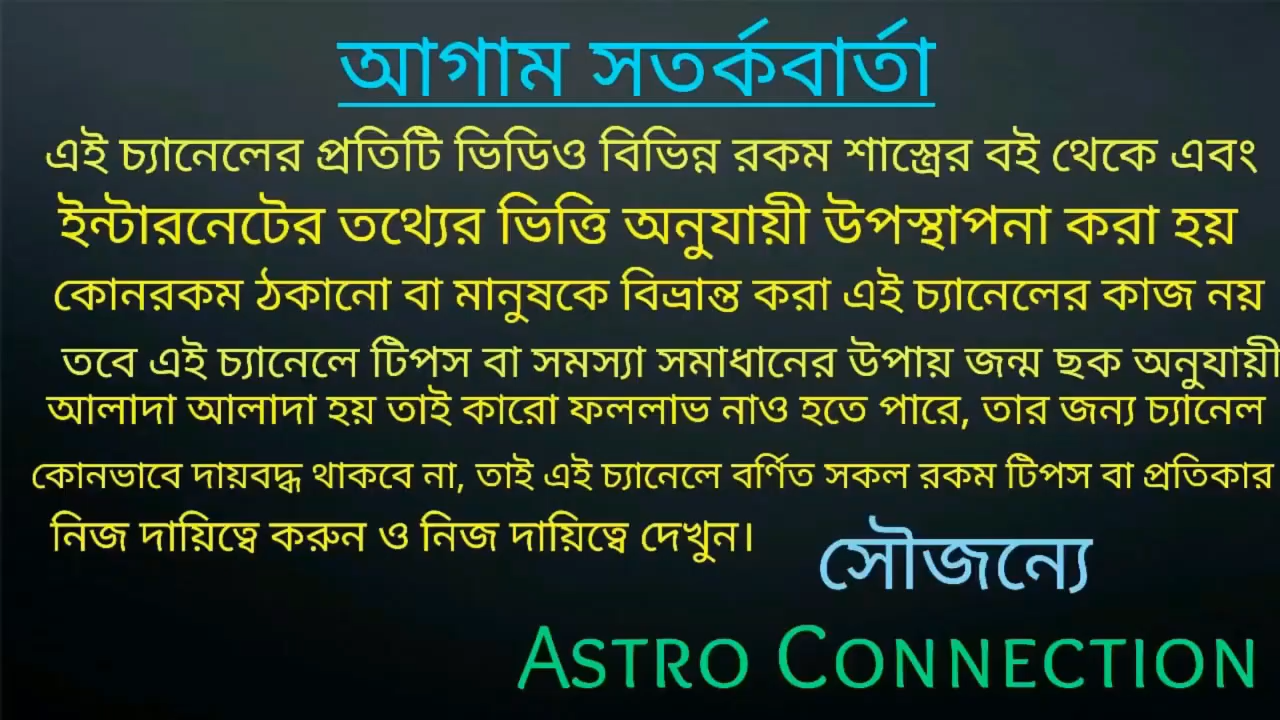 আগাম সতর্কবার্তা
এই চ্যানেলের প্রতিটি ভিডিও বিভিন্ন রকম শাস্ত্রের বই থেকে এবং
ইন্টারনেটের তথ্যের ভিত্তি অনুযায়ী উপস্থাপনা করা হয়
কোনরকম ঠকানো বা মানুষকে বিভ্রান্ত করা এই চ্যানেলের কাজ নয়
তবে এই চ্যানেলে টিপস বা সমস্যা সমাধানের উপায় জন্ম ছক অনুযায়ী
আলাদা আলাদা হয় তাই কারো ফললাভ নাও হতে পারে, তার জন্য চ্যানেল
কোনভাবে দায়বদ্ধ থাকবে না, তাই এই চ্যানেলে বর্ণিত সকল রকম টিপস বা প্রতিকার
নিজ দায়িত্বে করুন ও নিজ দায়িত্বে দেখুন।
সৌজন্যে
ASTRO CONNECTION